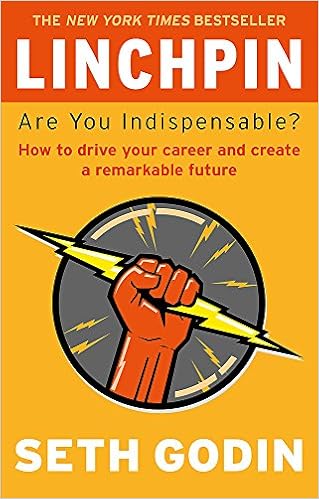 THE NEW YORK TIMES BESTSELLER
LINCHPIN
Are You Indispensable?
How to drive your career and create
a remarkable future
SETH GODIN